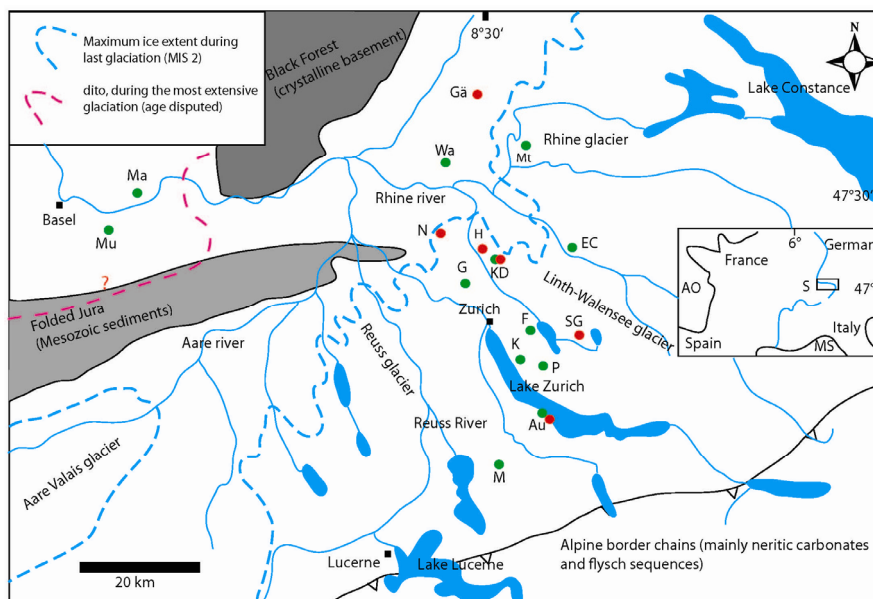 Maximum ice extent during
last glaciation (MIS 2)
dito, during the most extensive
glaciation (age disputed)
Black Forest
(crystalline basement)
8°30'
N
Lake Constance
Gä
Rhine glacier
Mt
Wa
Ma
Rhine river
47°30'
Basel
Mu
N
H
EC
KD
6°
German
France
?
G
Linth-Walensee glacier
S
47°
AO
Folded Jura
(Mesozoic sediments)
Zurich
F
SG
Italy
Aare river
Reuss glacier
K
P
Spain
MS
Lake Zurich
Au
Reuss River
Aare Valais glacier
M
Lucerne
Lake Lucerne
Alpine border chains (mainly neritic carbonates
and flysch sequences)
20 km